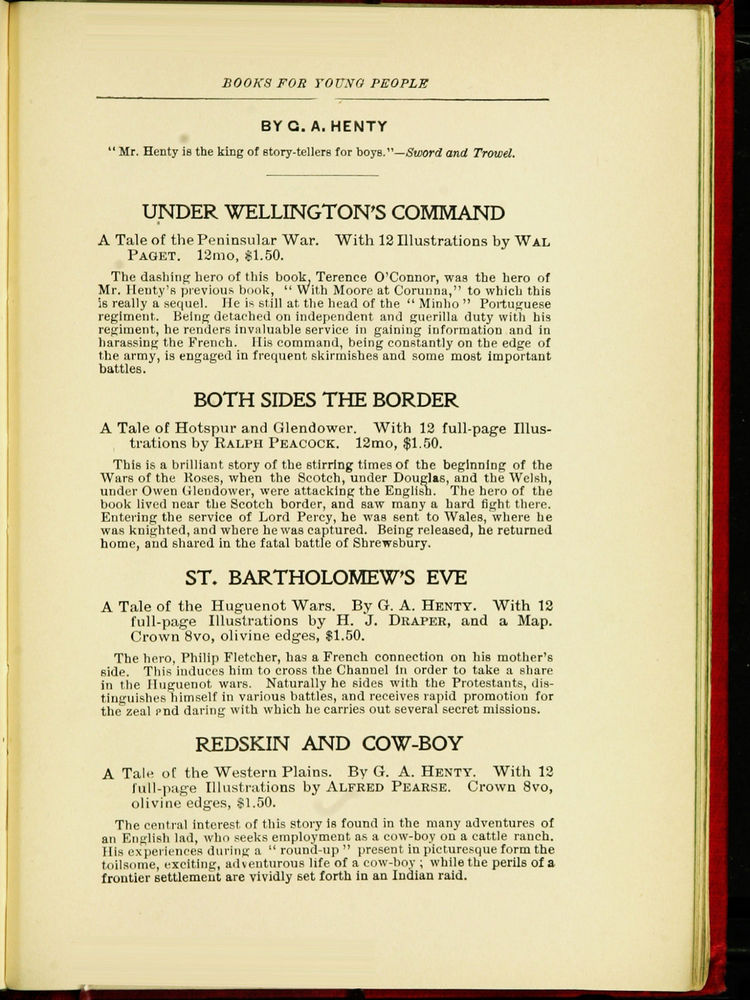 BOOKS FOR YOUNG PEOPLE
BY G. A. HENTY
“Mr. Henty is the king of story-tellers for boys.”—Sword and Trowel.
UNDER WELLINGTON’S COMMAND
A Tale of the Peninsular War. With 12 Illustrations by WAL
PAGET. 12mo, $1.50.
The dashing hero of this book, Terence O’Connor, was the hero of
Mr. Henty’s previous book, “With Moore at Corunna,” to which this
is really a sequel. He is still at the head of the “Minho” Portuguese
regiment. Being detached on independent and guerilla duty with his
regiment, he renders invaluable service in gaining information and in
harassing the French. His command, being constantly on the edge of
the army, is engaged in frequent skirmishes and some most important
battles.
BOTH SIDES THE BORDER
A Tale of Hotspur and Glendower. With 12 full-page Illus-
trations by RALPH PEACOCK. 12mo, $1.50.
This is a brilliant story of the stirring times of the beginning of the
Wars of the Roses, when the Scotch, under Douglas, and the Welsh,
under Owen Glendower, were attacking the English. The hero of the
book lived near the Scotch border, and saw many a hard fight there.
Entering the service of Lord Percy, he was sent to Wales, where he
was knighted, and where he was captured. Being released, he returned
home, and shared in the fatal battle of Shrewsbury.
ST. BARTHOLOMEW’S EVE
A Tale of the Huguenot Wars. By G. A. HENTY. With 12
full-page Illustrations by H. J. DRAPER, and a Map.
Crown 8vo, olivine edges, $1.50.
The hero, Philip Fletcher, has a French connection on his mother’s
side. This induces him to cross the Channel in order to take a share
in the Huguenot wars. Naturally he sides with the Protestants, dis-
tinguishes himself in various battles, and receives rapid promotion for
the zeal and daring with which he carries out several secret missions.
REDSKIN AND COW-BOY
A Tale of the Western Plains. By G. A. HENTY. With 12
full-page Illustrations by ALFRED PEARSE. Crown 8vo,
olivine edges, $1.50.
The central interest of this story is found in the many adventures of
an English lad, who seeks employment as a cow-boy on a cattle ranch.
His experiences during a “round-up” present in picturesque form the
toilsome, exciting, adventurous life of a cow-boy; while the perils of a
frontier settlement are vividly set forth in an Indian raid.